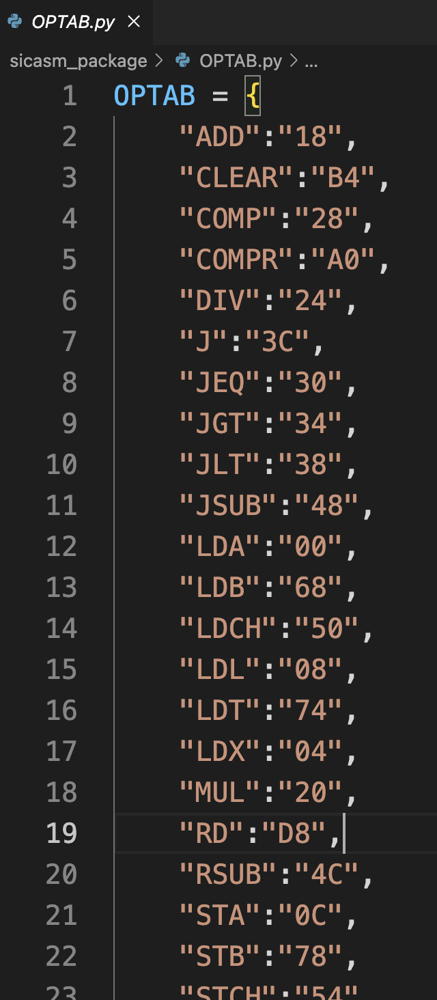 OPTAB.py ×
sicasm_package > OPTAB.py > ...
1 OPTAB = {
2 "ADD":"18",
3 "CLEAR":"B4",
4 "COMP":"28",
5 "COMPR":"A0",
6 "DIV":"24",
7 "J":"3C",
8 "JEQ":"30",
9 "JGT":"34",
10 "JLT":"38",
11 "JSUB":"48",
12 "LDA":"00",
13 "LDB":"68",
14 "LDCH":"50",
15 "LDL":"08",
16 "LDT":"74",
17 "LDX":"04",
18 "MUL":"20",
19 "RD":"D8",
20 "RSUB":"4C",
21 "STA":"0C",
22 "STB":"78",
23 "STCH":"54"